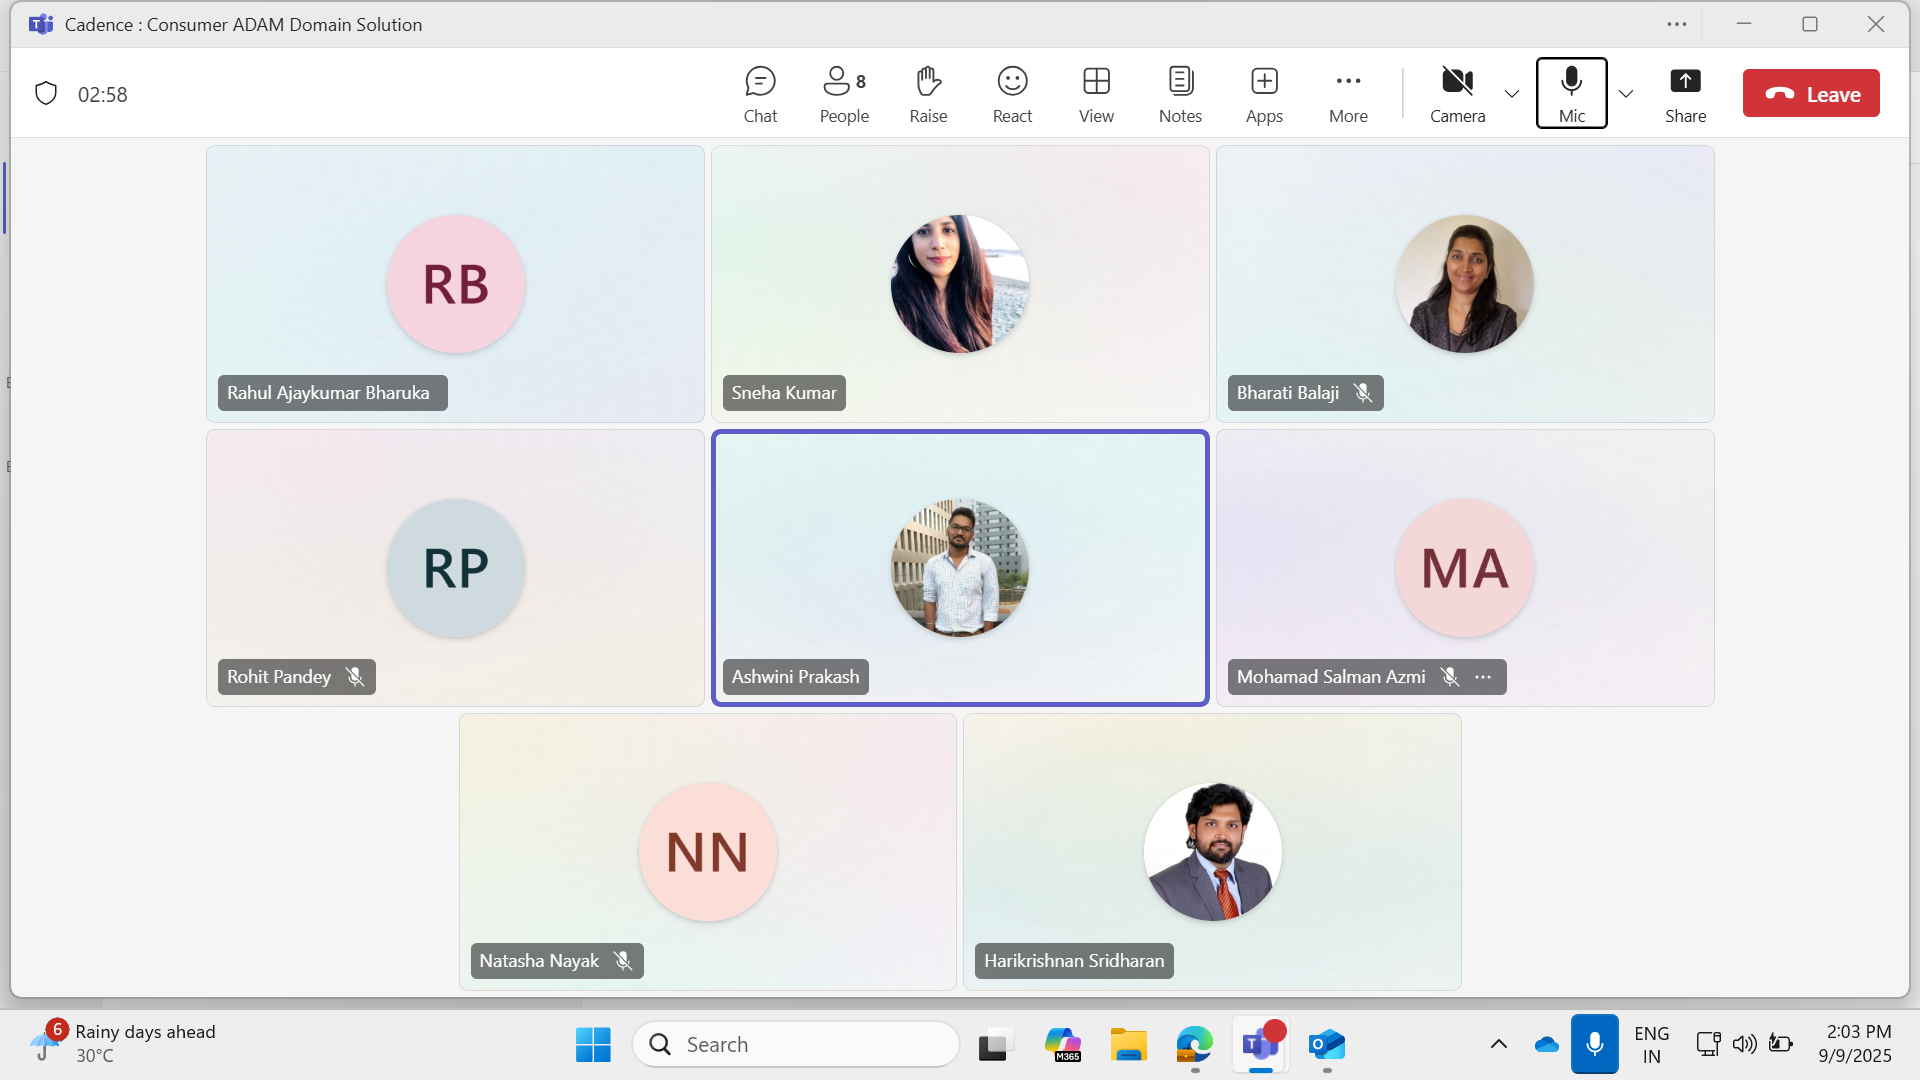 Cadence : Consumer ADAM Domain Solution
02:58
8
Chat
People
Raise
React
View
Notes
Apps
More
Camera
Mic
Share
Leave
RB
Rahul Ajaykumar Bharuka
Sneha Kumar
Bharati Balaji
RP
Rohit Pandey
Ashwini Prakash
MA
Mohamad Salman Azmi
NN
Natasha Nayak
Harikrishnan Sridharan
6
Rainy days ahead
30°C
Search
M365
ENG
IN
2:03 PM
9/9/2025